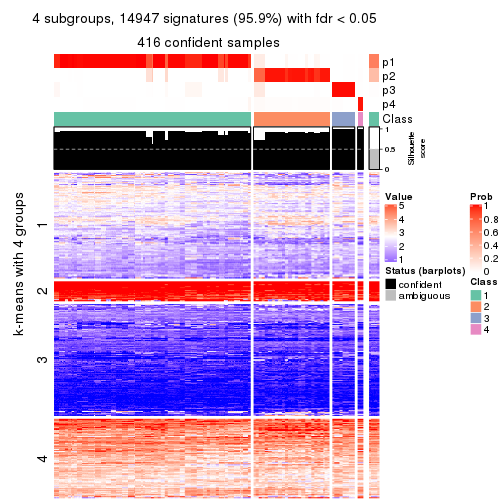 4 subgroups, 14947 signatures (95.9%) with fdr < 0.05
416 confident samples
p1
p2
p3
p4
Class
1
0.5
0
Silhouette
score
k-means with 4 groups
1
2
3
4
Value
5
4
3
2
1
Status (barplots)
confident
ambiguous
Prob
1
0.8
0.6
0.4
0.2
0
Class
1
2
3
4